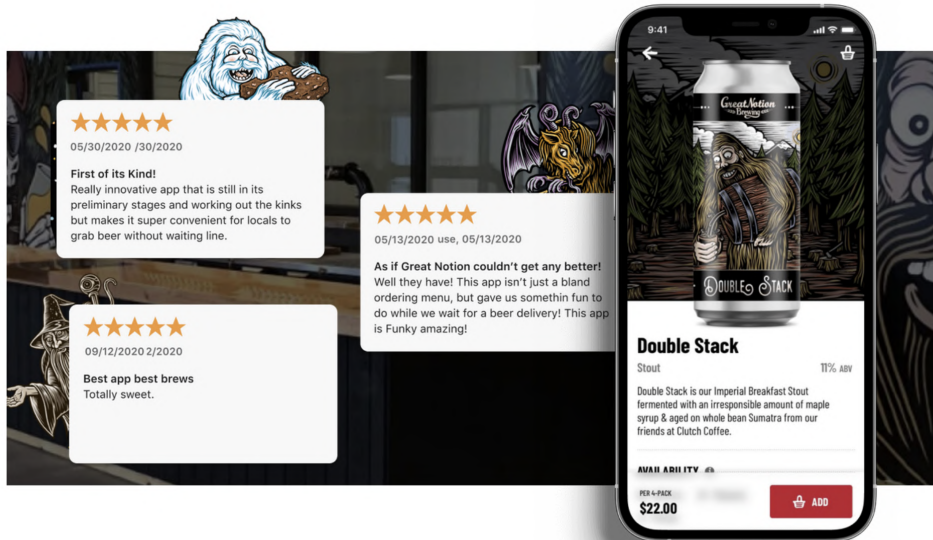 05/30/2020 /30/2020
First of its Kind!
Really innovative app that is still in its
preliminary stages and working out the kinks
but makes it super convenient for locals to
grab beer without waiting line.
05/13/2020 use, 05/13/2020
As if Great Notion couldn't get any better!
Well they have! This app isn't just a bland
ordering menu, but gave us somethin fun to
do while we wait for a beer delivery! This app
is Funky amazing!
09/12/2020 2/2020
Best app best brews
Totally sweet.
9:41
Great Notion
Brewing
DOUBLE STACK
Double Stack
Stout 11% ABV
Double Stack is our Imperial Breakfast Stout
fermented with an irresponsible amount of maple
syrup & aged on whole bean Sumatra from our
friends at Clutch Coffee.
AVAILABILITY
PER 4-PACK
$22.00
ADD